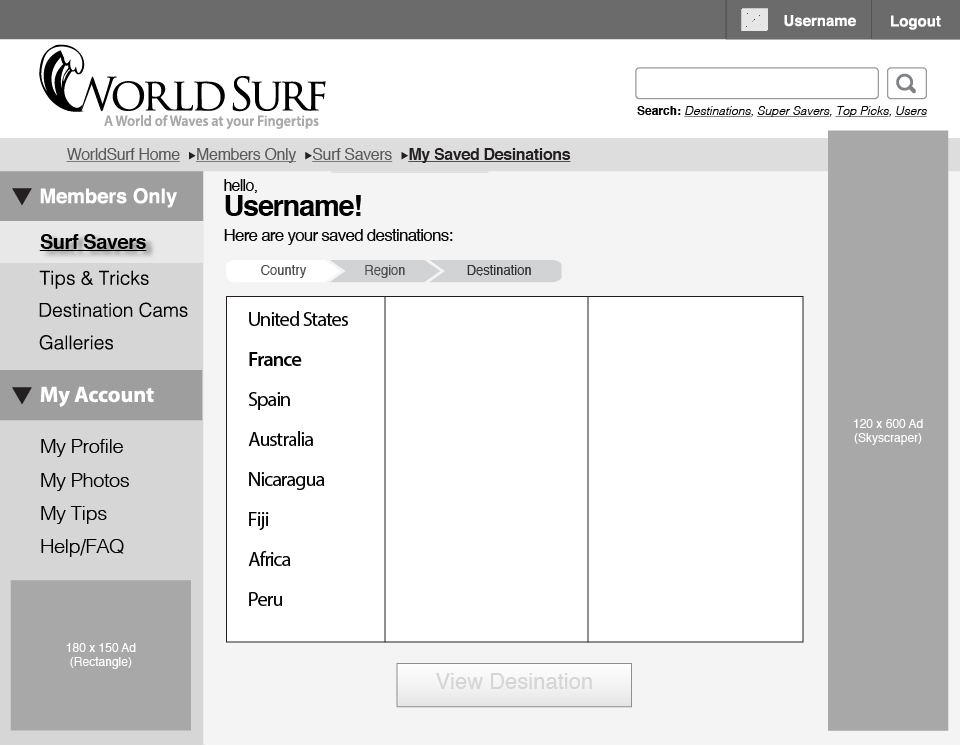 Username Logout
WORLD SURF
A World of Waves at your Fingertips
Search: Destinations, Super Savers, Top Picks, Users
WorldSurf Home ▸Members Only ▸Surf Savers ▸My Saved Desinations
▼ Members Only
Surf Savers
Tips & Tricks
Destination Cams
Galleries
▼ My Account
My Profile
My Photos
My Tips
Help/FAQ
180 x 150 Ad
(Rectangle)
hello,
Username!
Here are your saved destinations:
Country Region Destination
United States
France
Spain
Australia
Nicaragua
Fiji
Africa
Peru
View Desination
120 x 600 Ad
(Skyscraper)